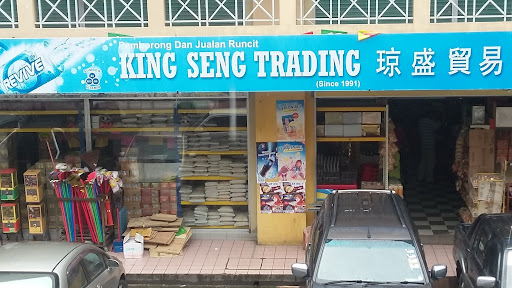 Pemborong Dan Jualan Runcit
KING SENG TRADING 琼盛貿易
(Since 1991)
REVIVE